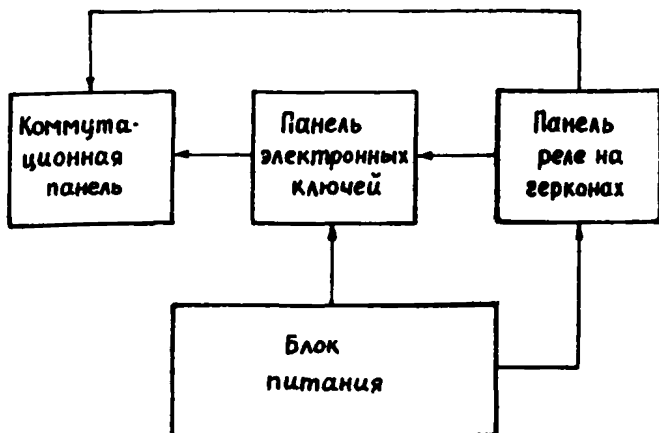 Коммута-
ционная
панель
Панель
электронных
ключей
Панель
реле на
герконах
Блок
питания